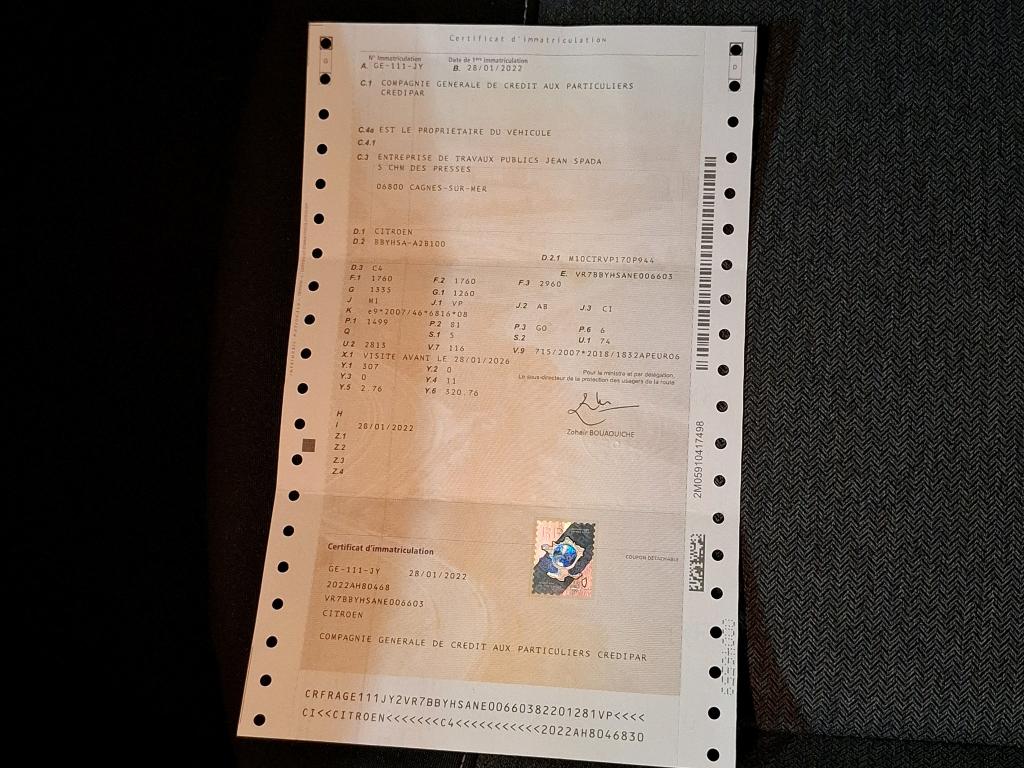 Certificat d'immatriculation
N° Immatriculation Date de 1ère immatriculation
A. GE-111-JY B. 28/01/2022
C.1 COMPAGNIE GENERALE DE CREDIT AUX PARTICULIERS
CREDIPAR
C.4a EST LE PROPRIETAIRE DU VEHICULE
C.4.1
C.3 ENTREPRISE DE TRAVAUX PUBLICS JEAN SPADA
5 CHM DES PRESSES
06800 CAGNES-SUR-MER
D.1 CITROEN
D.2 BBYHSA-A2B100
D.2.1 M10CTRVP170P944
D.3 C4 E. VR7BBYHSANE006603
F.1 1760 F.2 1760 F.3 2960
G 1335 G.1 1260
J M1 J.1 VP J.2 AB J.3 CI
K e9*2007/46*6816*08
P.1 1499 P.2 81 P.3 GO P.6 6
Q S.1 5 S.2 U.1 74
U.2 2813 V.7 116 V.9 715/2007*2018/1832APEURO6
X.1 VISITE AVANT LE 28/01/2026
Y.1 307 Y.2 0
Y.3 0 Y.4 11
Y.5 2.76 Y.6 320.76
Pour le ministre et par délégation,
Le sous-directeur de la protection des usagers de la route
Zoheir BOUAOUICHE
H
I 28/01/2022
Z.1
Z.2
Z.3
Z.4
2M05910417498
Certificat d'immatriculation
COUPON DÉTACHABLE
GE-111-JY 28/01/2022
2022AH80468
VR7BBYHSANE006603
CITROEN
COMPAGNIE GENERALE DE CREDIT AUX PARTICULIERS CREDIPAR
CRFRAGE111JY2VR7BBYHSANE00660382201281VP<<<<
CI<<CITROEN<<<<<<<C4<<<<<<<<<<<2022AH8046830
G
D